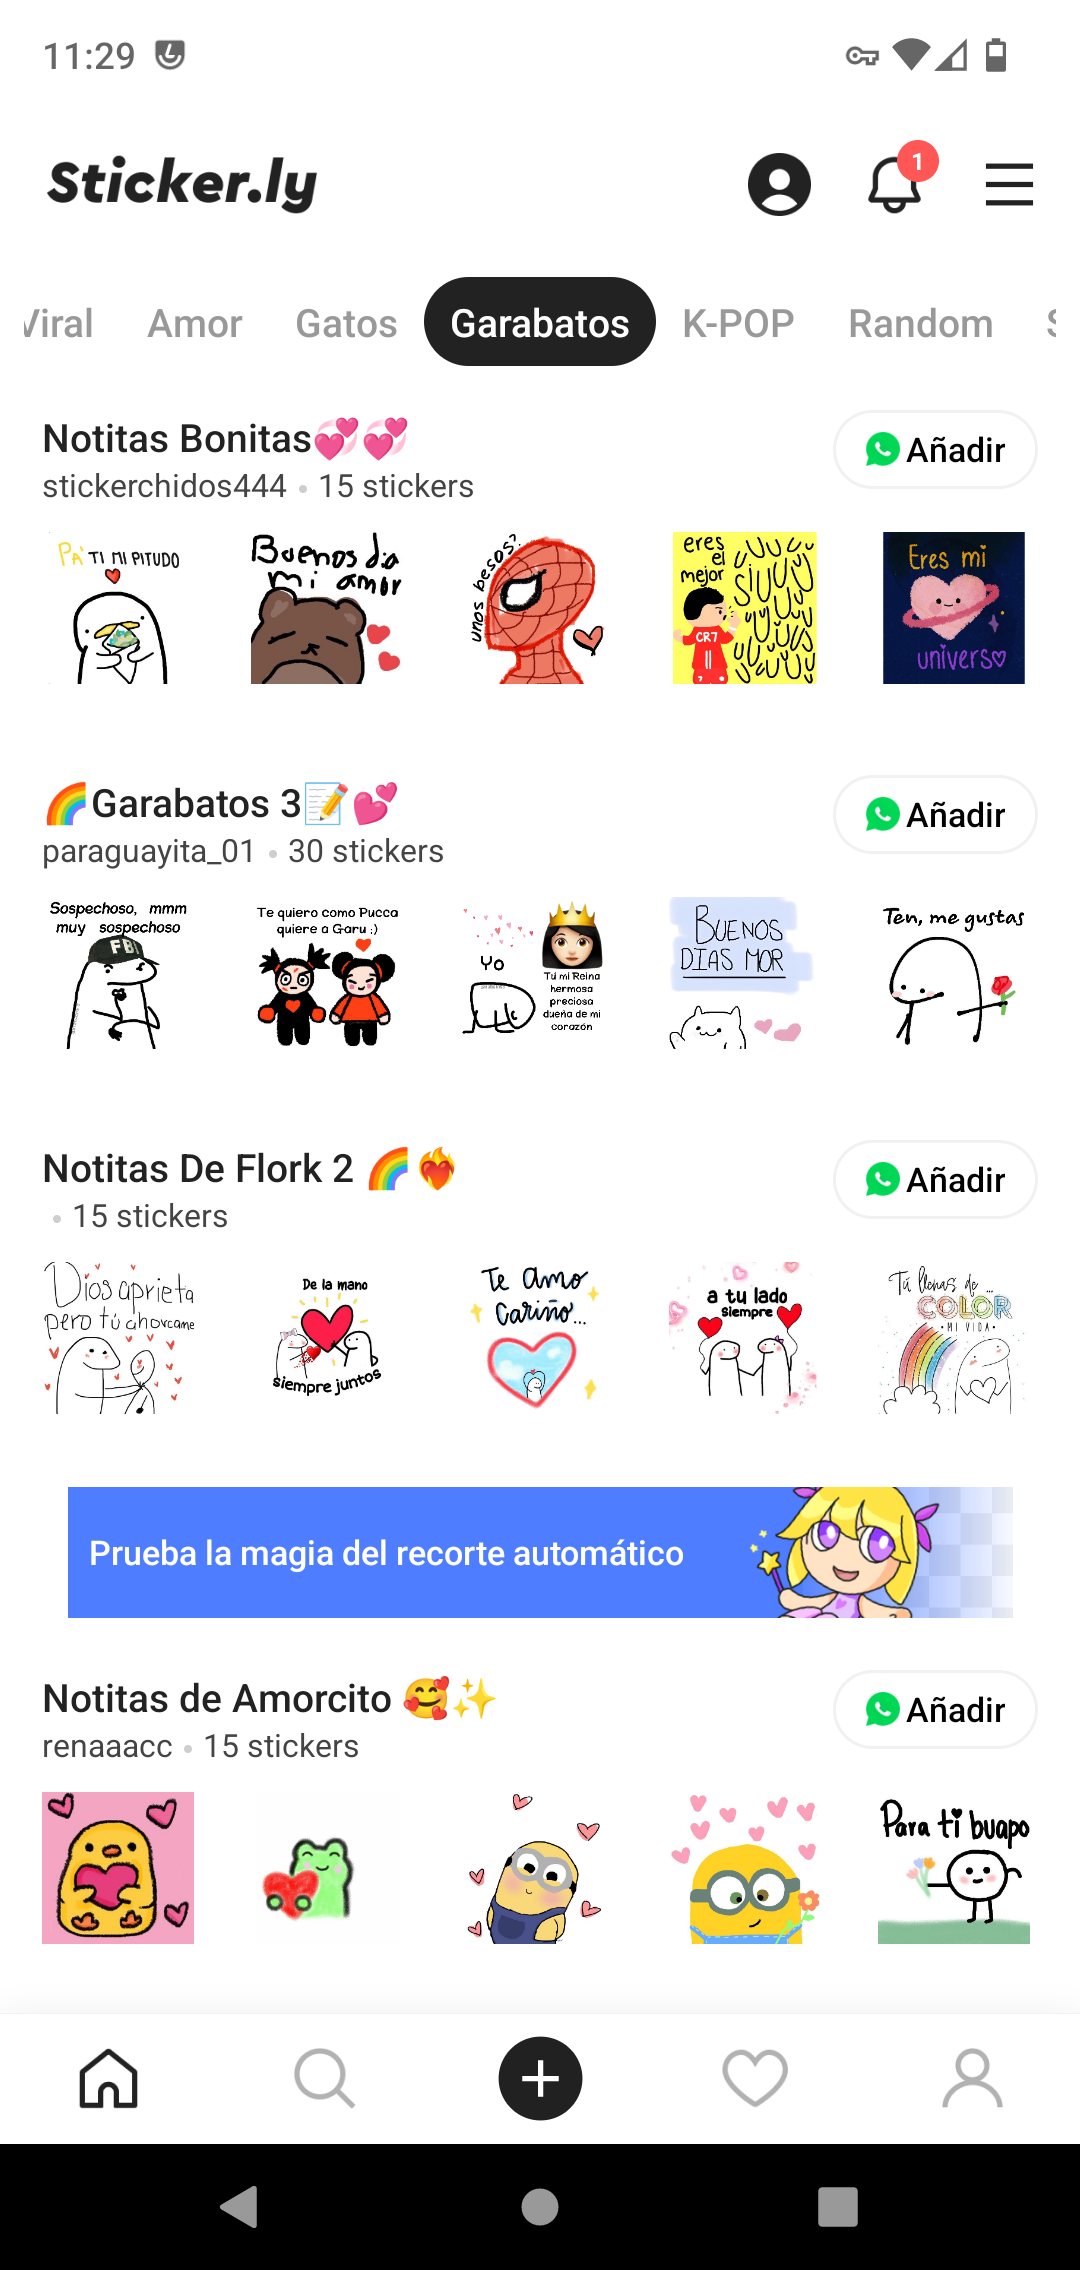 11:29
Sticker.ly
1
Viral Amor Gatos Garabatos K-POP Random S
Notitas Bonitas💞💞
Añadir
stickerchidos444 • 15 stickers
PA' TI MI PITUDO
Buenos dia
mi amor
unos besos?
eres
el
mejor
SIUUU
CR7
Eres mi
universo
🌈Garabatos 3📝💕
Añadir
paraguayita_01 • 30 stickers
Sospechoso, mmm
muy sospechoso
FBI
Te quiero como Pucca
quiere a Garu :)
Yo
Tú mi Reina
hermosa
preciosa
dueña de mi
corazón
BUENOS
DIAS MOR
Ten, me gustas
Notitas De Flork 2 🌈❤️‍🔥
Añadir
• 15 stickers
Dios aprieta
pero tú ahorcame
De la mano
siempre juntos
Te amo
Cariño...
a tu lado
siempre
Tú llenas de...
COLOR
•MI VIDA•
Prueba la magia del recorte automático
Notitas de Amorcito 🥰✨
Añadir
renaaacc • 15 stickers
Para ti buapo